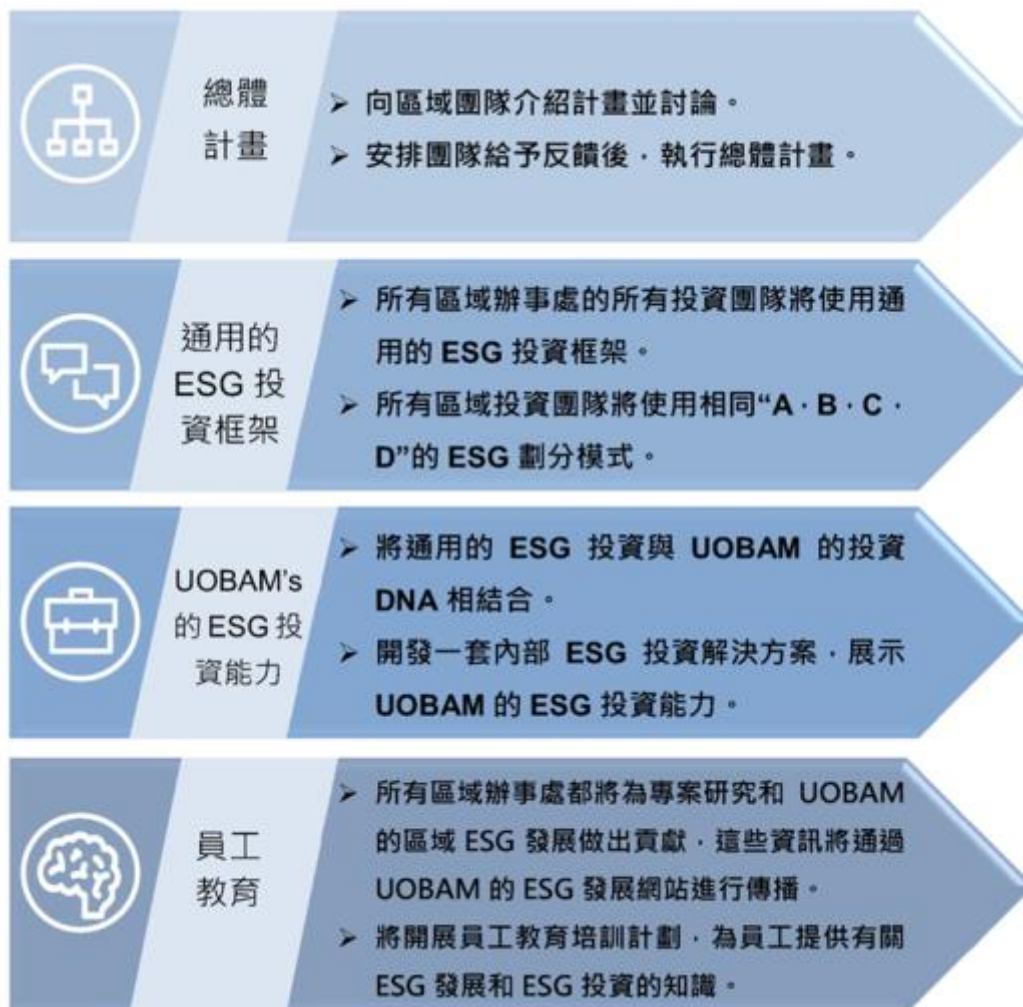 總體
計畫
➢ 向區域團隊介紹計畫並討論。
➢ 安排團隊給予反饋後，執行總體計畫。
通用的
ESG 投
資框架
➢ 所有區域辦事處的所有投資團隊將使用通
用的 ESG 投資框架。
➢ 所有區域投資團隊將使用相同“A，B，C，
D”的 ESG 劃分模式。
UOBAM’s
的 ESG 投
資能力
➢ 將通用的 ESG 投資與 UOBAM 的投資
DNA 相結合。
➢ 開發一套內部 ESG 投資解決方案，展示
UOBAM 的 ESG 投資能力。
員工
教育
➢ 所有區域辦事處都將為專案研究和 UOBAM
的區域 ESG 發展做出貢獻，這些資訊將通過
UOBAM 的 ESG 發展網站進行傳播。
➢ 將開展員工教育培訓計劃，為員工提供有關
ESG 發展和 ESG 投資的知識。